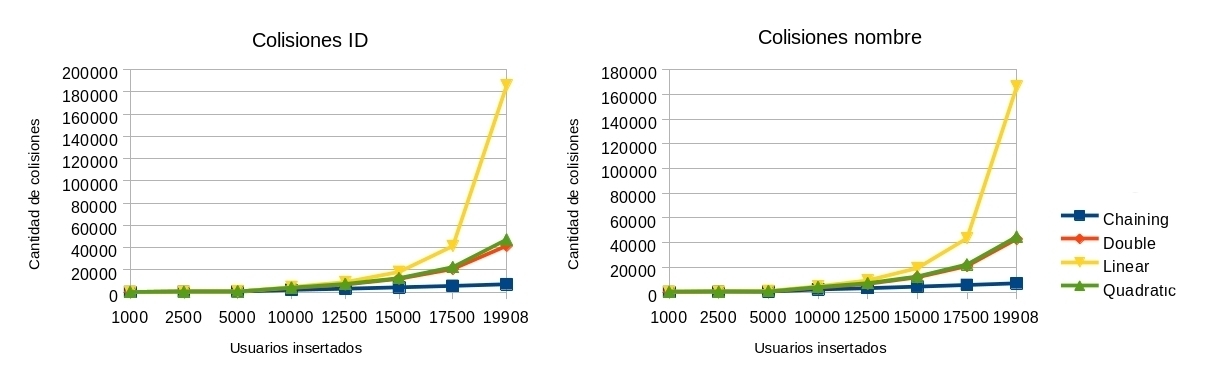 Colisiones ID
Cantidad de colisiones
200000
180000
160000
140000
120000
100000
80000
60000
40000
20000
0
1000 2500 5000 10000 12500 15000 17500 19908
Usuarios insertados
Colisiones nombre
Cantidad de colisiones
180000
160000
140000
120000
100000
80000
60000
40000
20000
0
1000 2500 5000 10000 12500 15000 17500 19908
Usuarios insertados
Chaining
Double
Linear
Quadratic